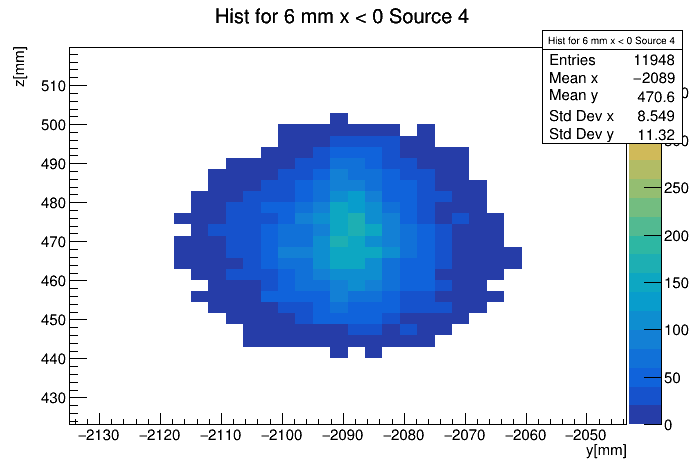 Hist for 6 mm x < 0 Source 4
z[mm]
Hist for 6 mm x < 0 Source 4
Entries 11948
Mean x −2089
Mean y 470.6
Std Dev x 8.549
Std Dev y 11.32
510
500
490
480
470
460
450
440
430
250
200
150
100
50
0
−2130 −2120 −2110 −2100 −2090 −2080 −2070 −2060 −2050
y[mm]